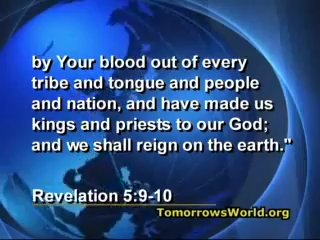 by Your blood out of every
tribe and tongue and people
and nation, and have made us
kings and priests to our God;
and we shall reign on the earth."
Revelation 5:9-10
TomorrowsWorld.org